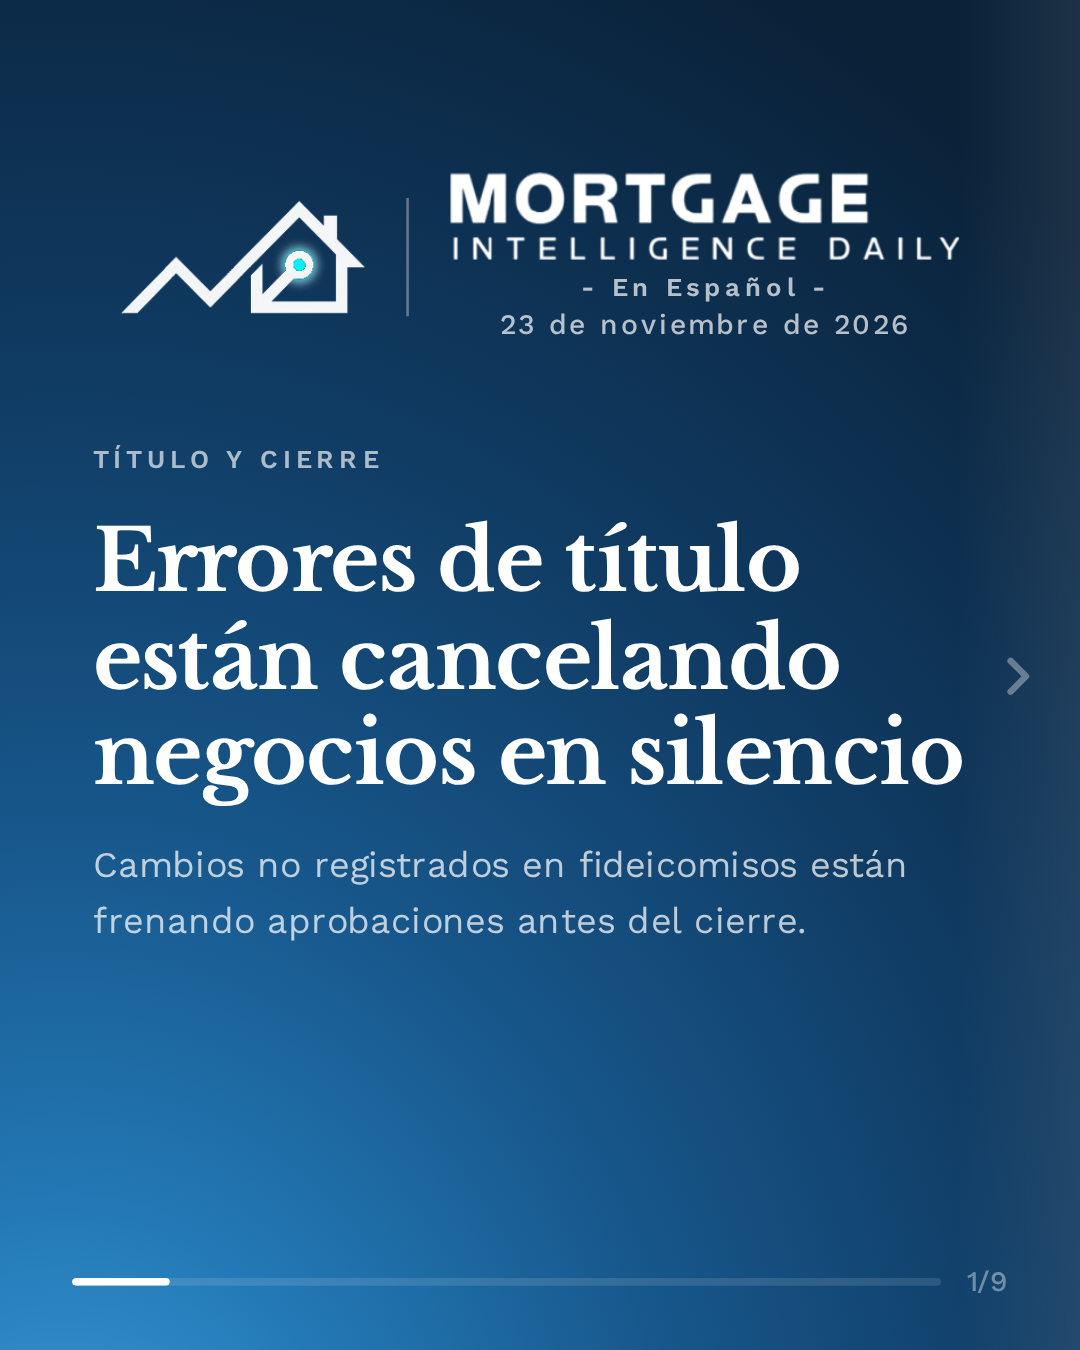 MORTGAGE
INTELLIGENCE DAILY
- En Español -
23 de noviembre de 2026
TÍTULO Y CIERRE
Errores de título
están cancelando
negocios en silencio
Cambios no registrados en fideicomisos están
frenando aprobaciones antes del cierre.
1/9